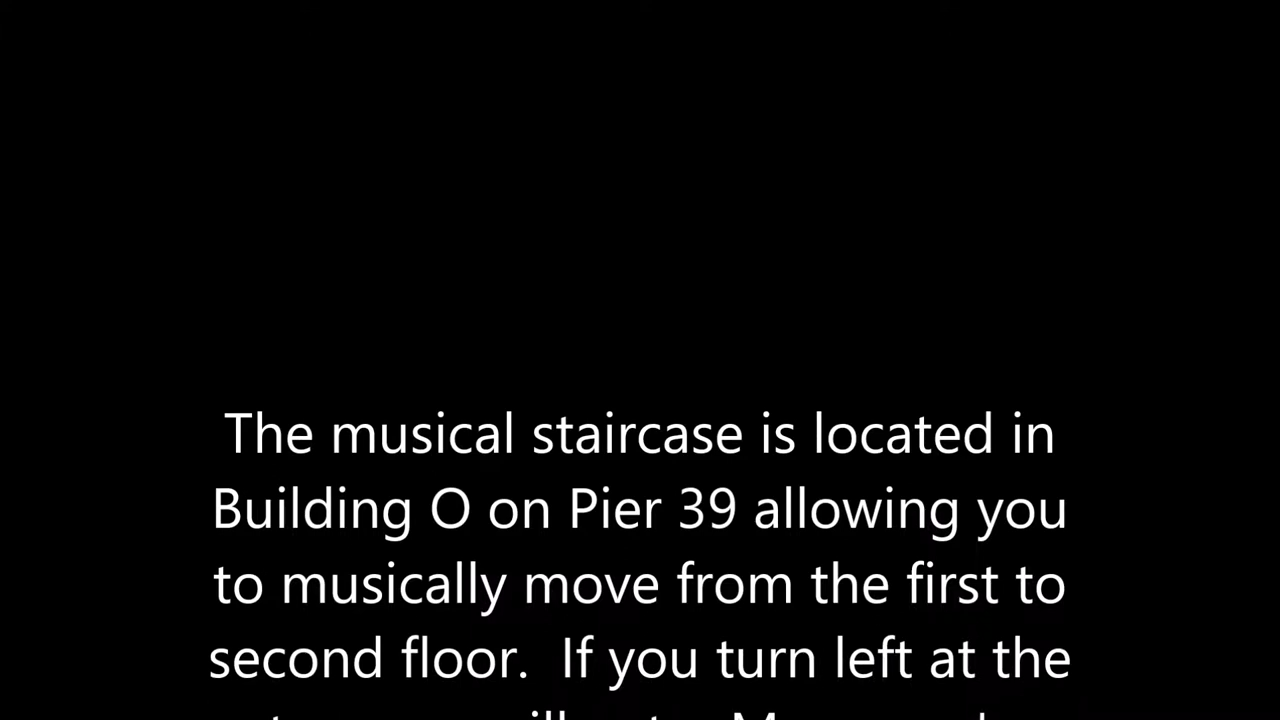 The musical staircase is located in
Building O on Pier 39 allowing you
to musically move from the first to
second floor.  If you turn left at the